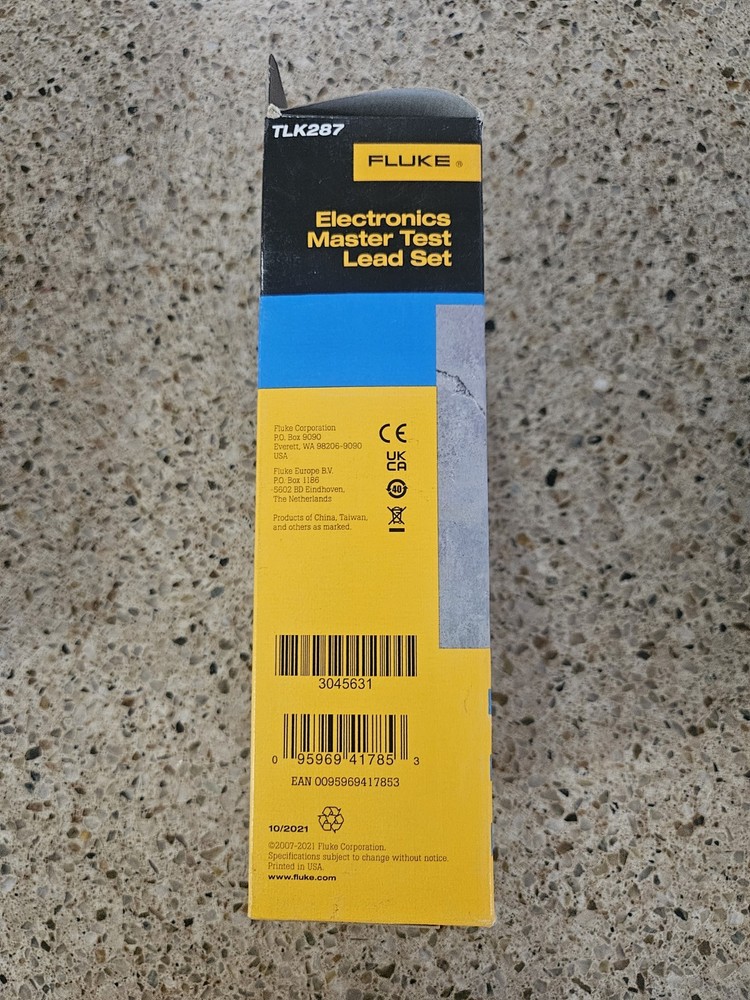 TLK287
FLUKE ®
Electronics
Master Test
Lead Set
Fluke Corporation
P.O. Box 9090
Everett, WA 98206-9090
USA
Fluke Europe B.V.
P.O. Box 1186
5602 BD Eindhoven,
The Netherlands
Products of China, Taiwan,
and others as marked.
CE
UK
CA
40
3045631
0 95969 41785 3
EAN 0095969417853
10/2021
©2007-2021 Fluke Corporation.
Specifications subject to change without notice.
Printed in USA.
www.fluke.com